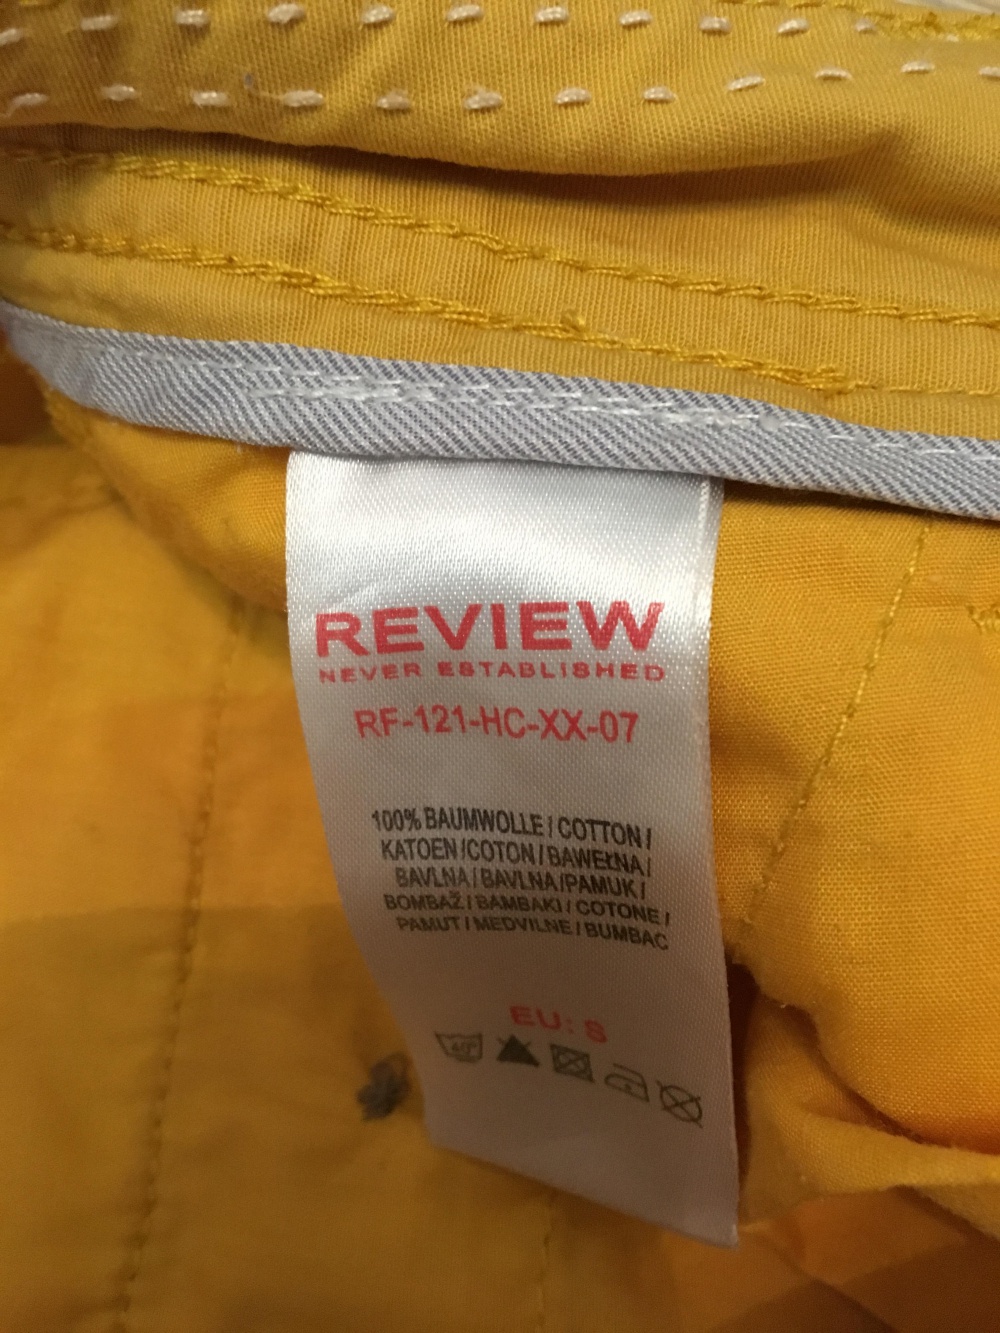 REVIEW
NEVER ESTABLISHED
RF-121-HC-XX-07
100% BAUMWOLLE / COTTON /
KATOEN / COTON / BAWEŁNA /
BAVLNA / BAVLNA / PAMUK /
BOMBAŽ / BAMBAKI / COTONE /
PAMUT / MEDVILNE / BUMBAC
EU: S
40°